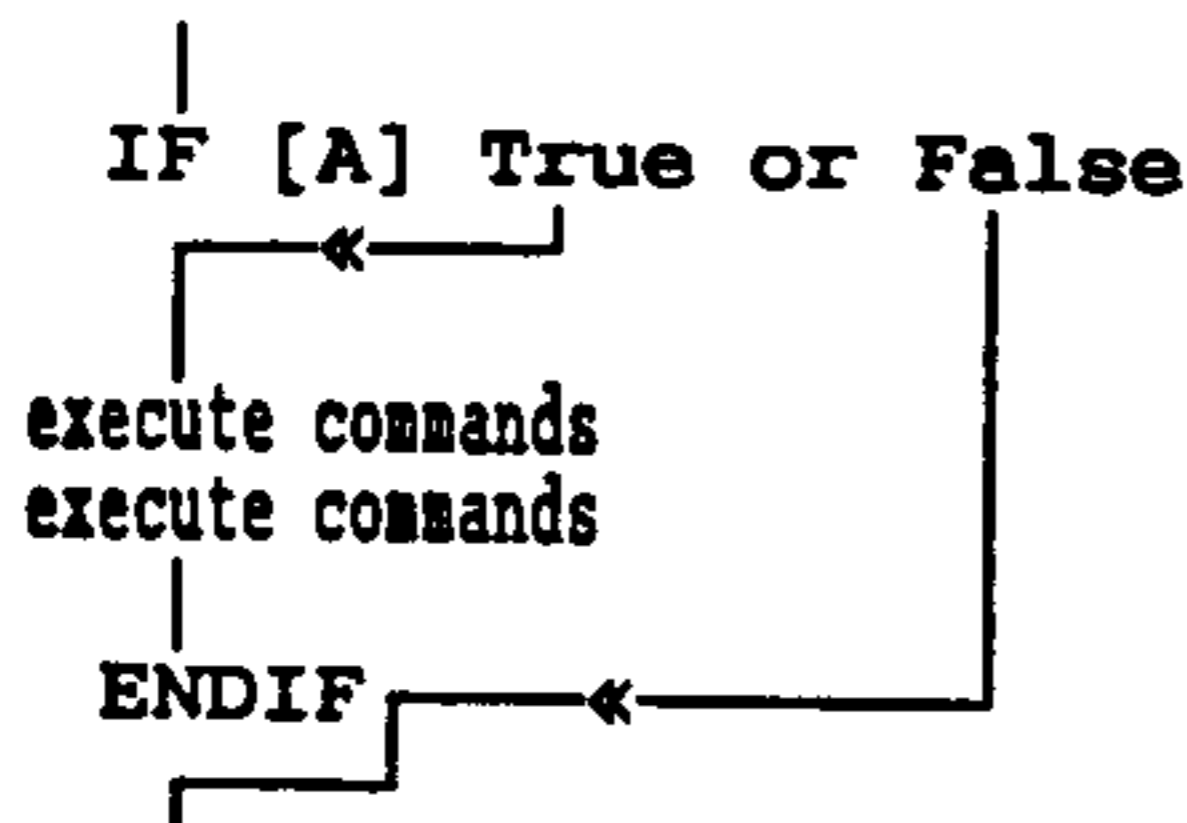 IF [A] True or False
execute commands
execute commands
ENDIF